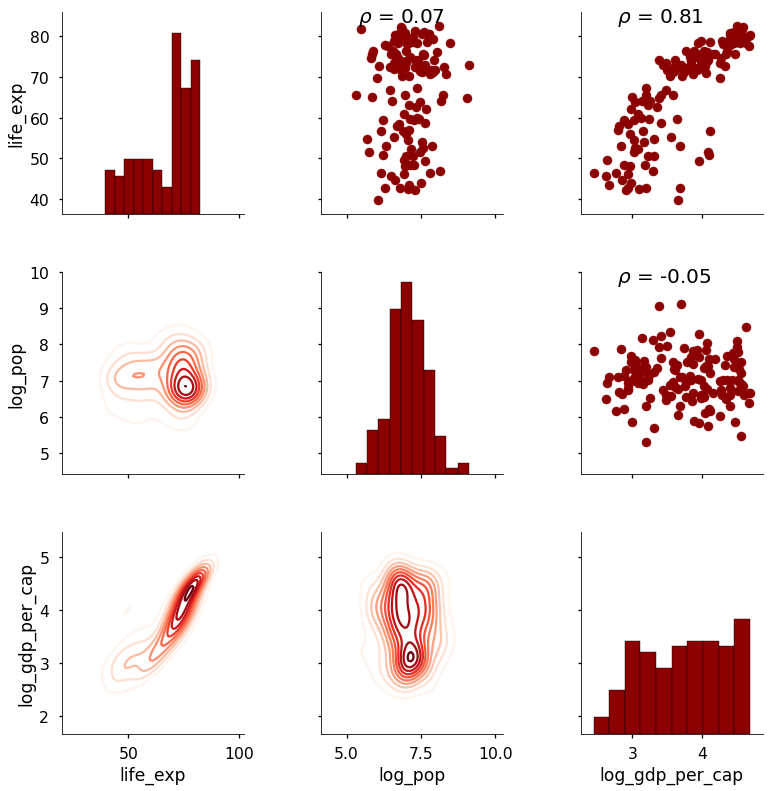 ρ = 0.07
ρ = 0.81
80
70
60
50
40
life_exp
ρ = -0.05
10
9
8
7
6
5
log_pop
5
4
3
2
log_gdp_per_cap
50 100
5.0 7.5 10.0
3 4
life_exp
log_pop
log_gdp_per_cap